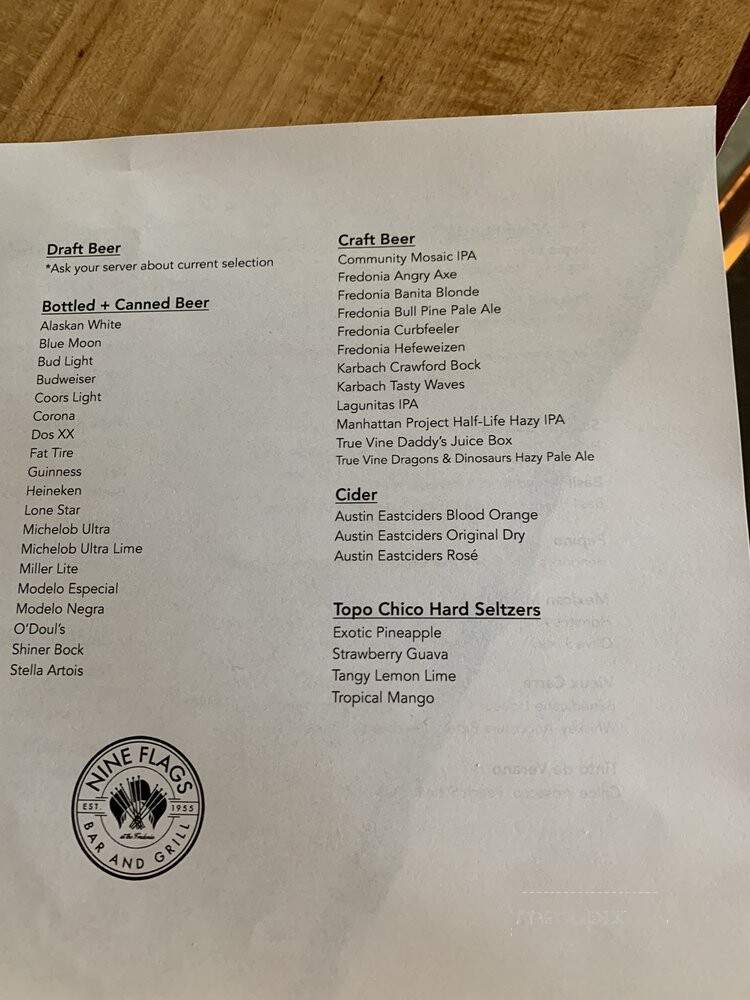 Draft Beer
*Ask your server about current selection
Bottled + Canned Beer
Alaskan White
Blue Moon
Bud Light
Budweiser
Coors Light
Corona
Dos XX
Fat Tire
Guinness
Heineken
Lone Star
Michelob Ultra
Michelob Ultra Lime
Miller Lite
Modelo Especial
Modelo Negra
O'Doul's
Shiner Bock
Stella Artois
Craft Beer
Community Mosaic IPA
Fredonia Angry Axe
Fredonia Banita Blonde
Fredonia Bull Pine Pale Ale
Fredonia Curbfeeler
Fredonia Hefeweizen
Karbach Crawford Bock
Karbach Tasty Waves
Lagunitas IPA
Manhattan Project Half-Life Hazy IPA
True Vine Daddy's Juice Box
True Vine Dragons & Dinosaurs Hazy Pale Ale
Cider
Austin Eastciders Blood Orange
Austin Eastciders Original Dry
Austin Eastciders Rosé
Topo Chico Hard Seltzers
Exotic Pineapple
Strawberry Guava
Tangy Lemon Lime
Tropical Mango
NINE FLAGS
EST. 1955
at the Fredonia
BAR AND GRILL